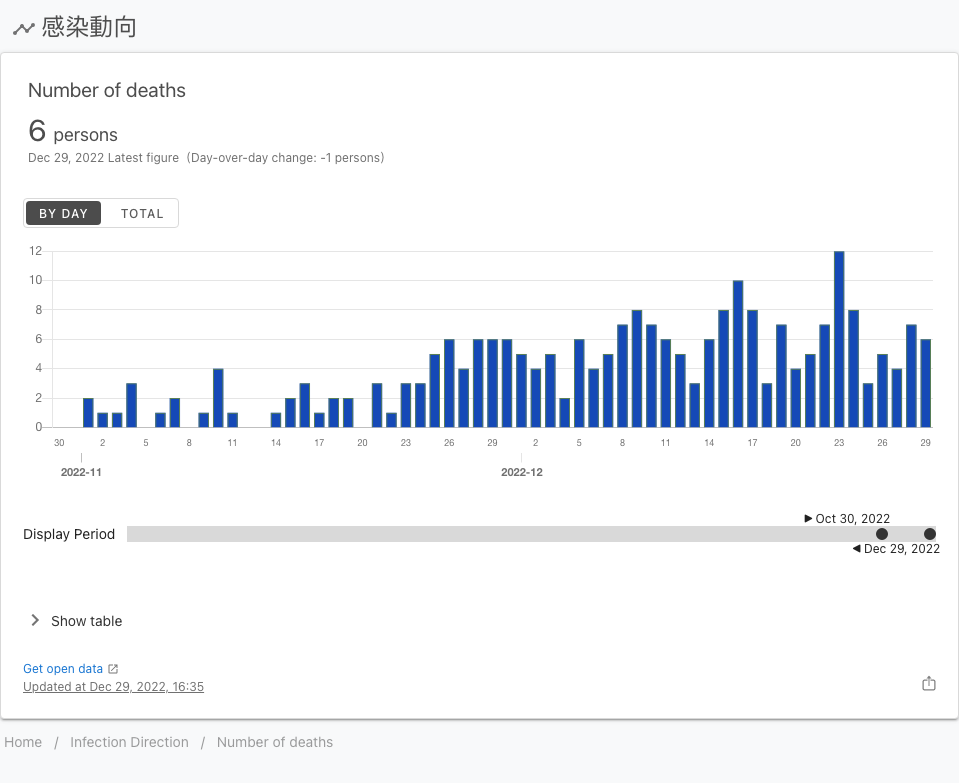 感染動向
Number of deaths
6 persons
Dec 29, 2022 Latest figure (Day-over-day change: -1 persons)
BY DAY TOTAL
12
10
8
6
4
2
0
30 2 5 8 11 14 17 20 23 26 29 2 5 8 11 14 17 20 23 26 29
2022-11 2022-12
Oct 30, 2022
Display Period
Dec 29, 2022
Show table
Get open data
Updated at Dec 29, 2022, 16:35
Home / Infection Direction / Number of deaths